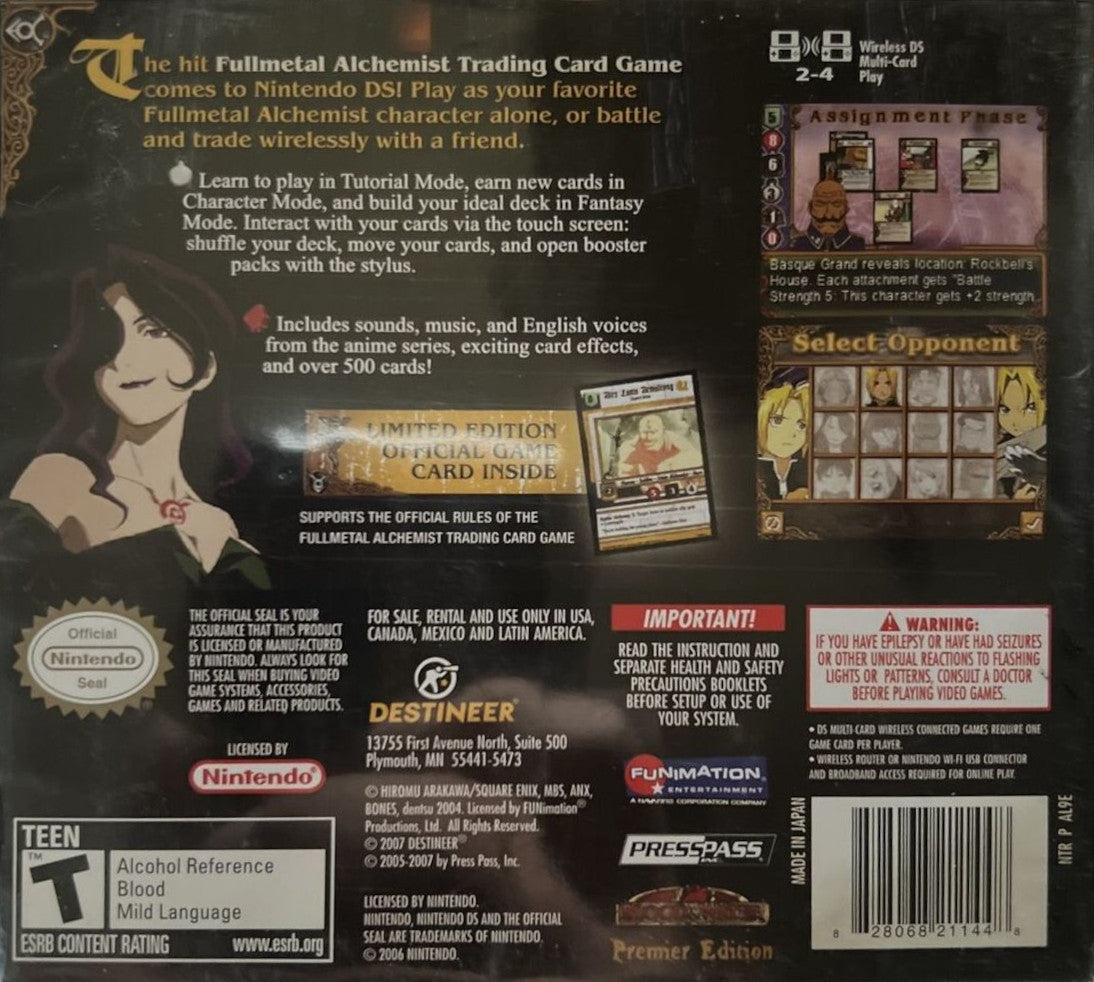 The hit Fullmetal Alchemist Trading Card Game
comes to Nintendo DS! Play as your favorite
Fullmetal Alchemist character alone, or battle
and trade wirelessly with a friend.
Learn to play in Tutorial Mode, earn new cards in
Character Mode, and build your ideal deck in Fantasy
Mode. Interact with your cards via the touch screen:
shuffle your deck, move your cards, and open booster
packs with the stylus.
Includes sounds, music, and English voices
from the anime series, exciting card effects,
and over 500 cards!
LIMITED EDITION
OFFICIAL GAME
CARD INSIDE
SUPPORTS THE OFFICIAL RULES OF THE
FULLMETAL ALCHEMIST TRADING CARD GAME
Alex Louis Armstrong
2-4
Wireless DS
Multi-Card
Play
Assignment Phase
5
8
6
3
1
0
Basque Grand reveals location: Rockbell's
House. Each attachment gets "Battle
Strength 5: This character gets +2 strength
Select Opponent
Official
Nintendo
Seal
THE OFFICIAL SEAL IS YOUR
ASSURANCE THAT THIS PRODUCT
IS LICENSED OR MANUFACTURED
BY NINTENDO. ALWAYS LOOK FOR
THIS SEAL WHEN BUYING VIDEO
GAME SYSTEMS, ACCESSORIES,
GAMES AND RELATED PRODUCTS.
LICENSED BY
Nintendo®
TEEN
T
TM
Alcohol Reference
Blood
Mild Language
ESRB CONTENT RATING www.esrb.org
FOR SALE, RENTAL AND USE ONLY IN USA,
CANADA, MEXICO AND LATIN AMERICA.
DESTINEER®
13755 First Avenue North, Suite 500
Plymouth, MN 55441-5473
© HIROMU ARAKAWA/SQUARE ENIX, MBS, ANX,
BONES, dentsu 2004. Licensed by FUNimation®
Productions, Ltd. All Rights Reserved.
© 2007 DESTINEER®
© 2005-2007 by Press Pass, Inc.
LICENSED BY NINTENDO.
NINTENDO, NINTENDO DS AND THE OFFICIAL
SEAL ARE TRADEMARKS OF NINTENDO.
© 2006 NINTENDO.
IMPORTANT!
READ THE INSTRUCTION AND
SEPARATE HEALTH AND SAFETY
PRECAUTIONS BOOKLETS
BEFORE SETUP OR USE OF
YOUR SYSTEM.
FUNIMATION
ENTERTAINMENT
A NAVARRE CORPORATION COMPANY
PRESSPASS
INC
Premier Edition
WARNING:
IF YOU HAVE EPILEPSY OR HAVE HAD SEIZURES
OR OTHER UNUSUAL REACTIONS TO FLASHING
LIGHTS OR PATTERNS, CONSULT A DOCTOR
BEFORE PLAYING VIDEO GAMES.
• DS MULTI-CARD WIRELESS CONNECTED GAMES REQUIRE ONE
GAME CARD PER PLAYER.
• WIRELESS ROUTER OR NINTENDO WI-FI USB CONNECTOR
AND BROADBAND ACCESS REQUIRED FOR ONLINE PLAY.
MADE IN JAPAN
NTR P AL9E
8 28068 21144 8